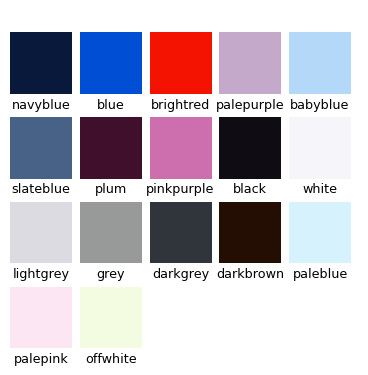 navyblue blue brightred palepurple babyblue
slateblue plum pinkpurple black white
lightgrey grey darkgrey darkbrown paleblue
palepink offwhite